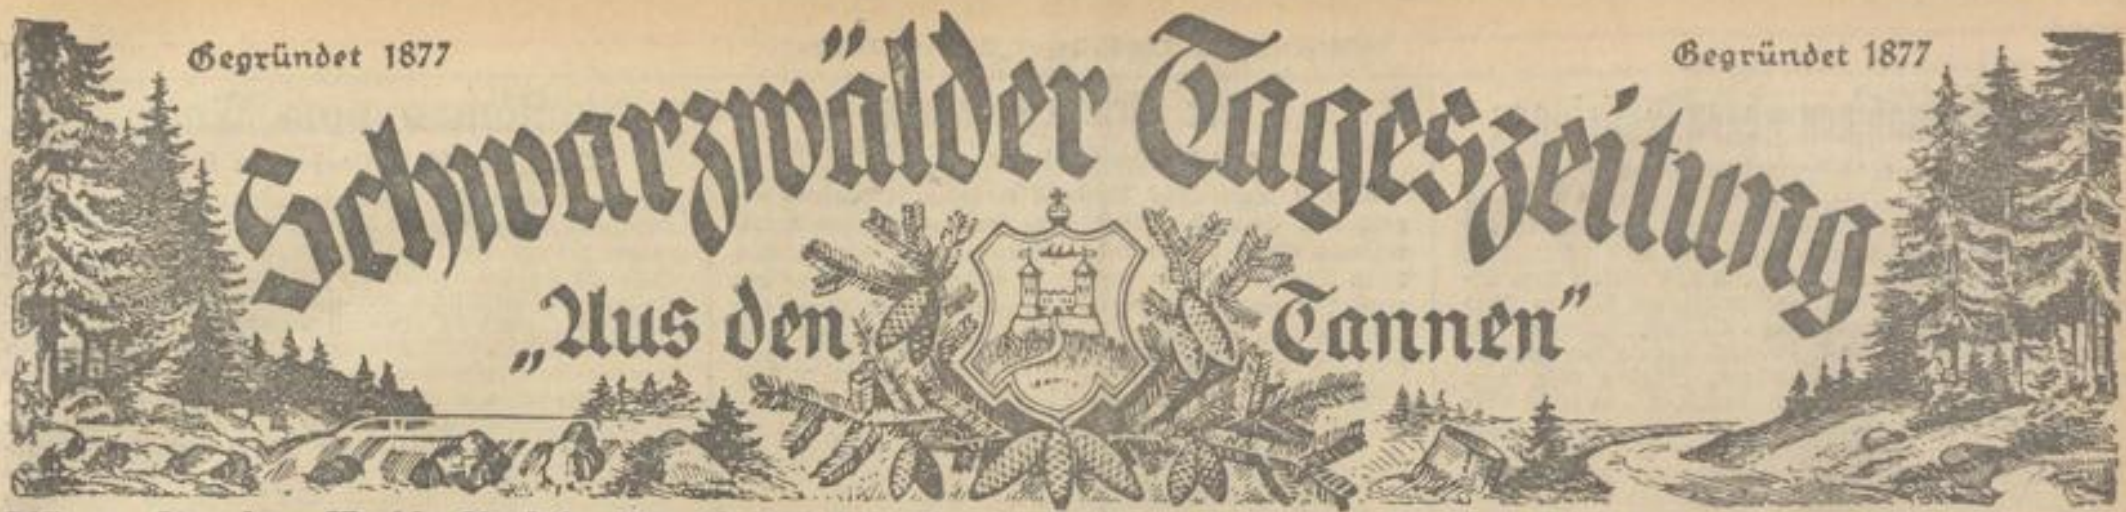 Gegründet 1877
Gegründet 1877
Schwarzwälder Tageszeitung
„Aus den Tannen“